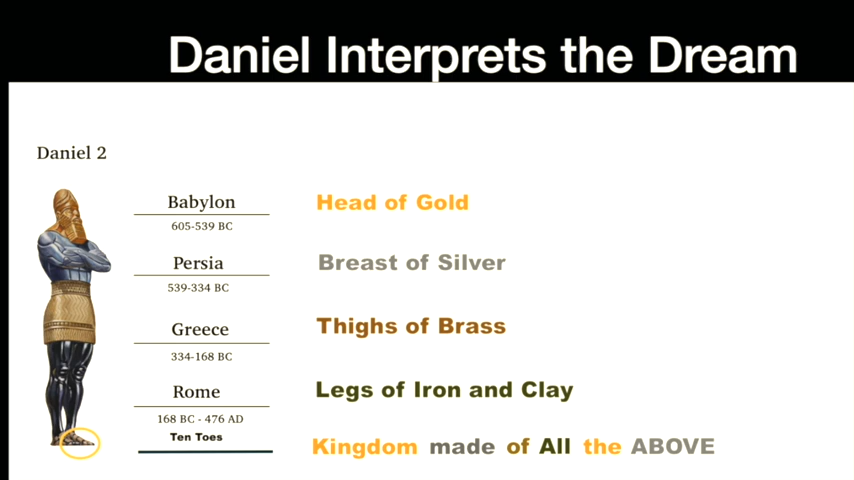 Daniel Interprets the Dream
Daniel 2
Babylon
Head of Gold
605-539 BC
Persia
Breast of Silver
539-334 BC
Greece
Thighs of Brass
334-168 BC
Rome
Legs of Iron and Clay
168 BC - 476 AD
Ten Toes
Kingdom made of All the ABOVE